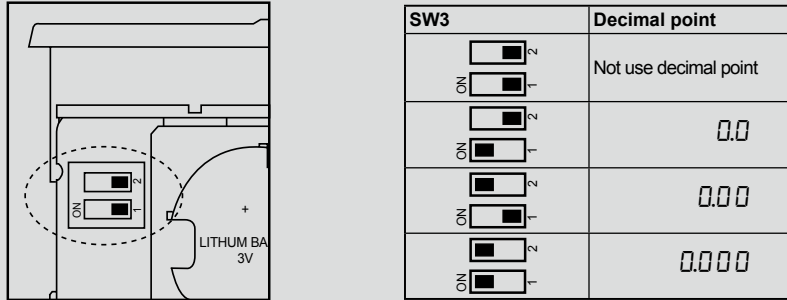 2
ON 1
+
LITHUM BA
3V
SW3 Decimal point
2
ON 1
Not use decimal point
2
ON 1
0.0
2
ON 1
0.00
2
ON 1
0.000